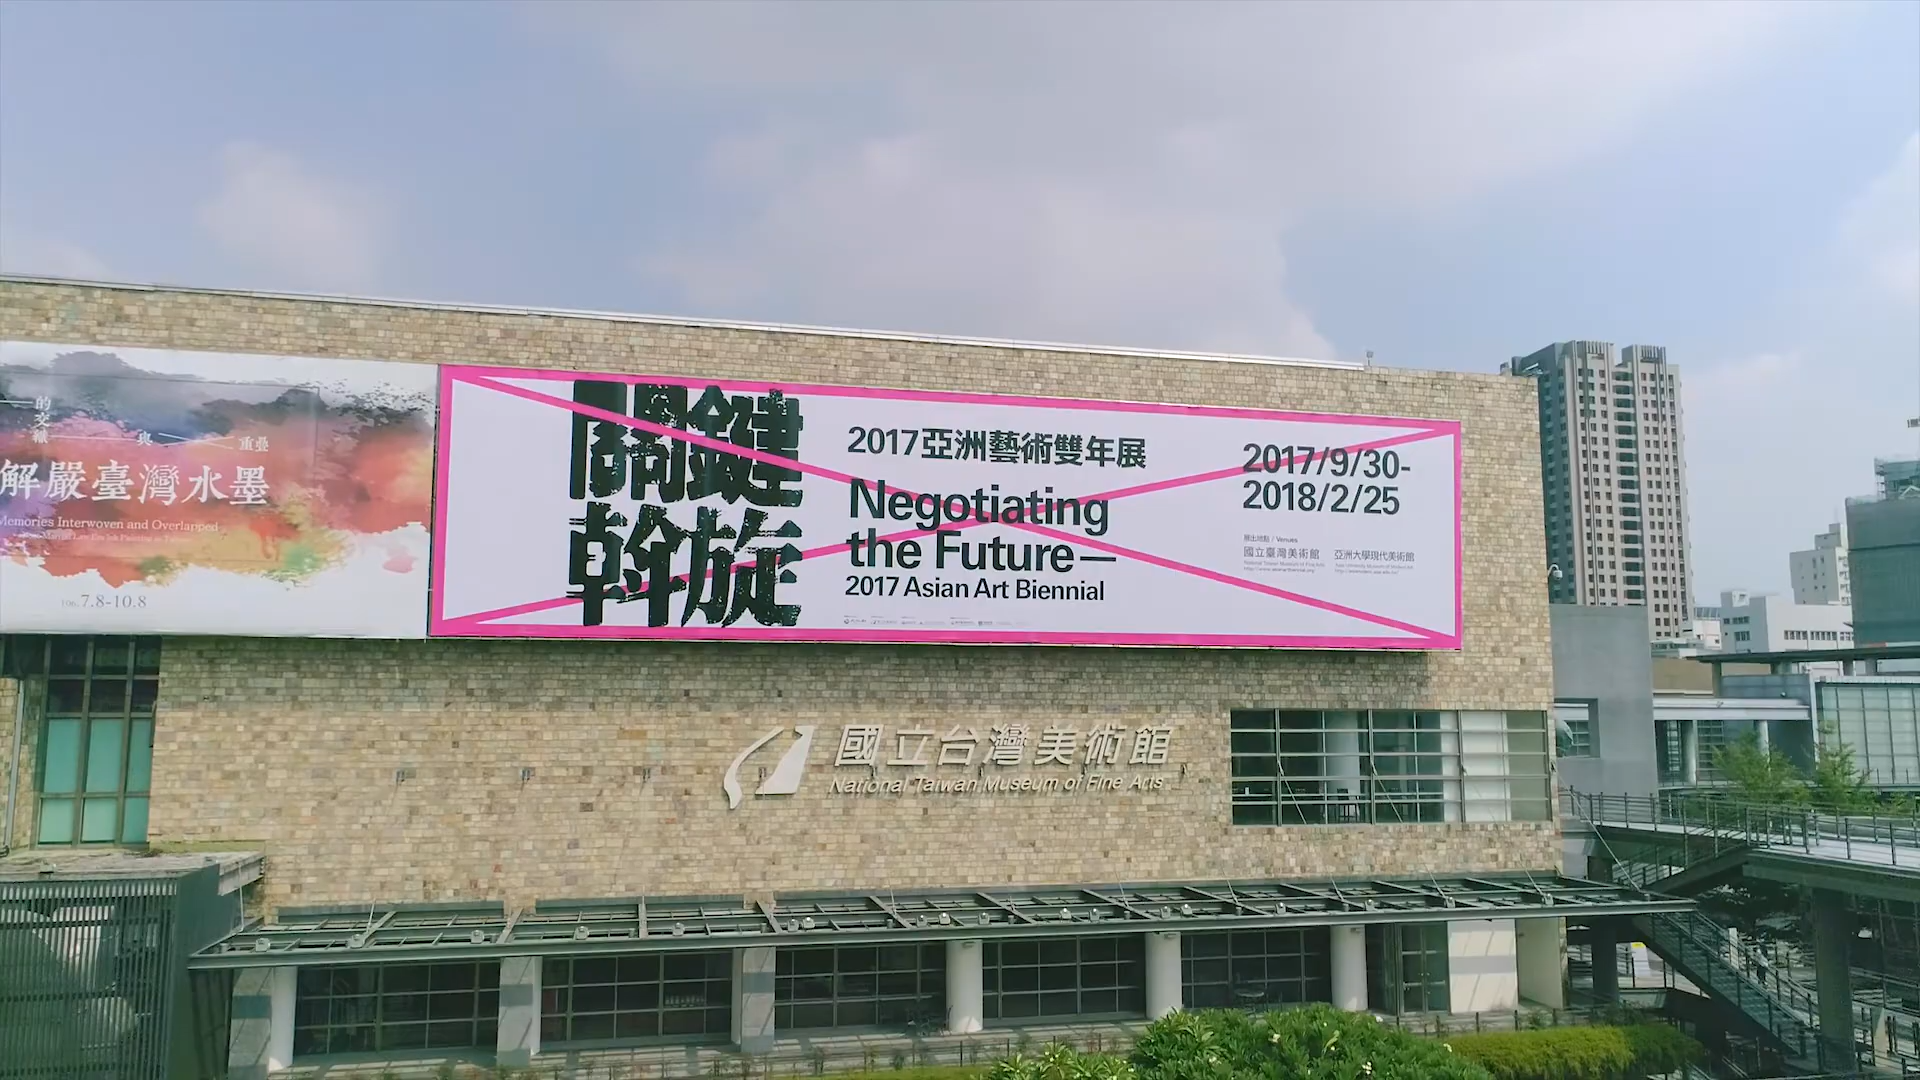 的交織
與
重疊
解嚴臺灣水墨
Memories Interwoven and Overlapped
106.7.8-10.8
關鍵
斡旋
2017亞洲藝術雙年展
Negotiating
the Future—
2017 Asian Art Biennial
2017/9/30-
2018/2/25
展出地點 / Venues
國立臺灣美術館
亞洲大學現代美術館
國立台灣美術館
National Taiwan Museum of Fine Arts